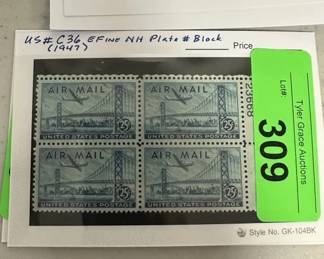 US# C36 EFine NH Plate # Block
(1947)
Price
AIR MAIL
25¢
UNITED STATES POSTAGE
AIR MAIL
25¢
UNITED STATES POSTAGE
23668
AIR MAIL
25¢
UNITED STATES POSTAGE
AIR MAIL
25¢
UNITED STATES POSTAGE
Tyler Grace Auctions
Lot#:
309
Style No. GK-104BK